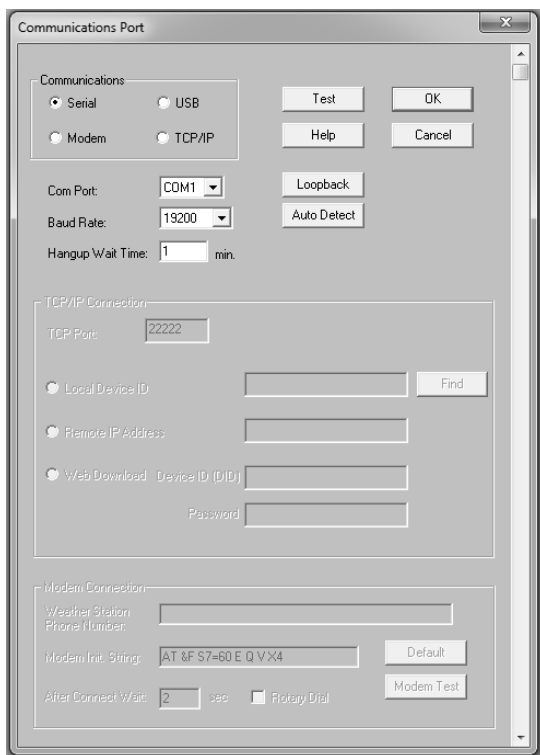 Communications Port
Communications
Serial USB
Modem TCP/IP
Test OK
Help Cancel
Com Port: COM1
Baud Rate: 19200
Hangup Wait Time: 1 min.
Loopback
Auto Detect
TCP/IP Connection
TCP Port: 22222
Local Device ID Find
Remote IP Address
Web Download Device ID (DID)
Password
Modem Connection
Weather Station
Phone Number:
Modem Init. String: AT &F S7=60 E Q V X4
Default
After Connect Wait: 2 sec Rotary Dial
Modem Test